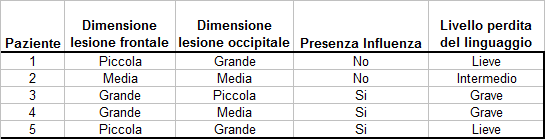 Paziente Dimensione lesione frontale Dimensione lesione occipitale Presenza Influenza Livello perdita del linguaggio
1 Piccola Grande No Lieve
2 Media Media No Intermedio
3 Grande Piccola Si Grave
4 Grande Media Si Grave
5 Piccola Grande Si Lieve